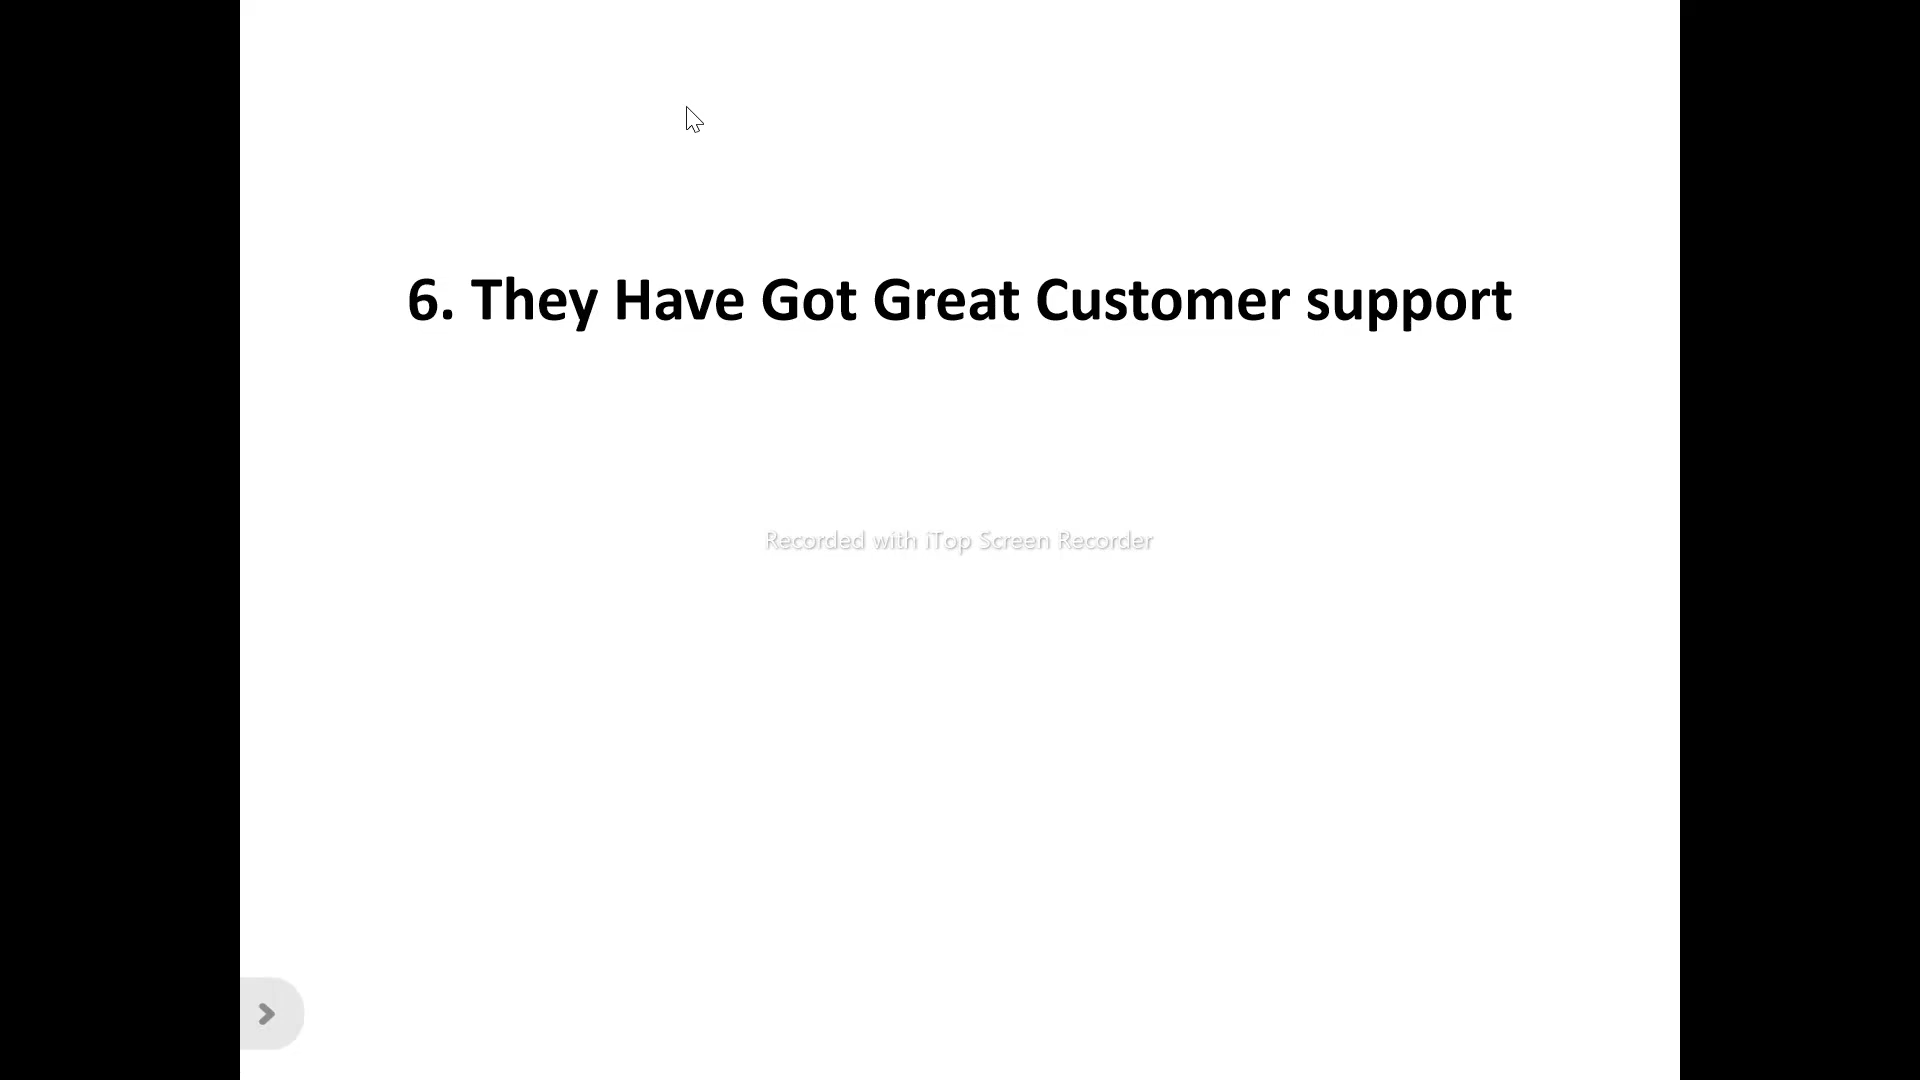 6. They Have Got Great Customer support
Recorded with iTop Screen Recorder